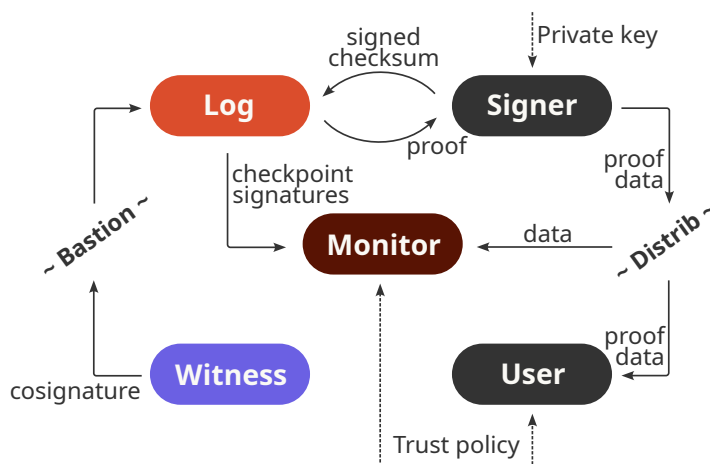 signed
checksum
Private key
Log
Signer
proof
proof
data
checkpoint
signatures
~ Bastion ~
Monitor
data
~ Distrib ~
Witness
User
proof
data
cosignature
Trust policy